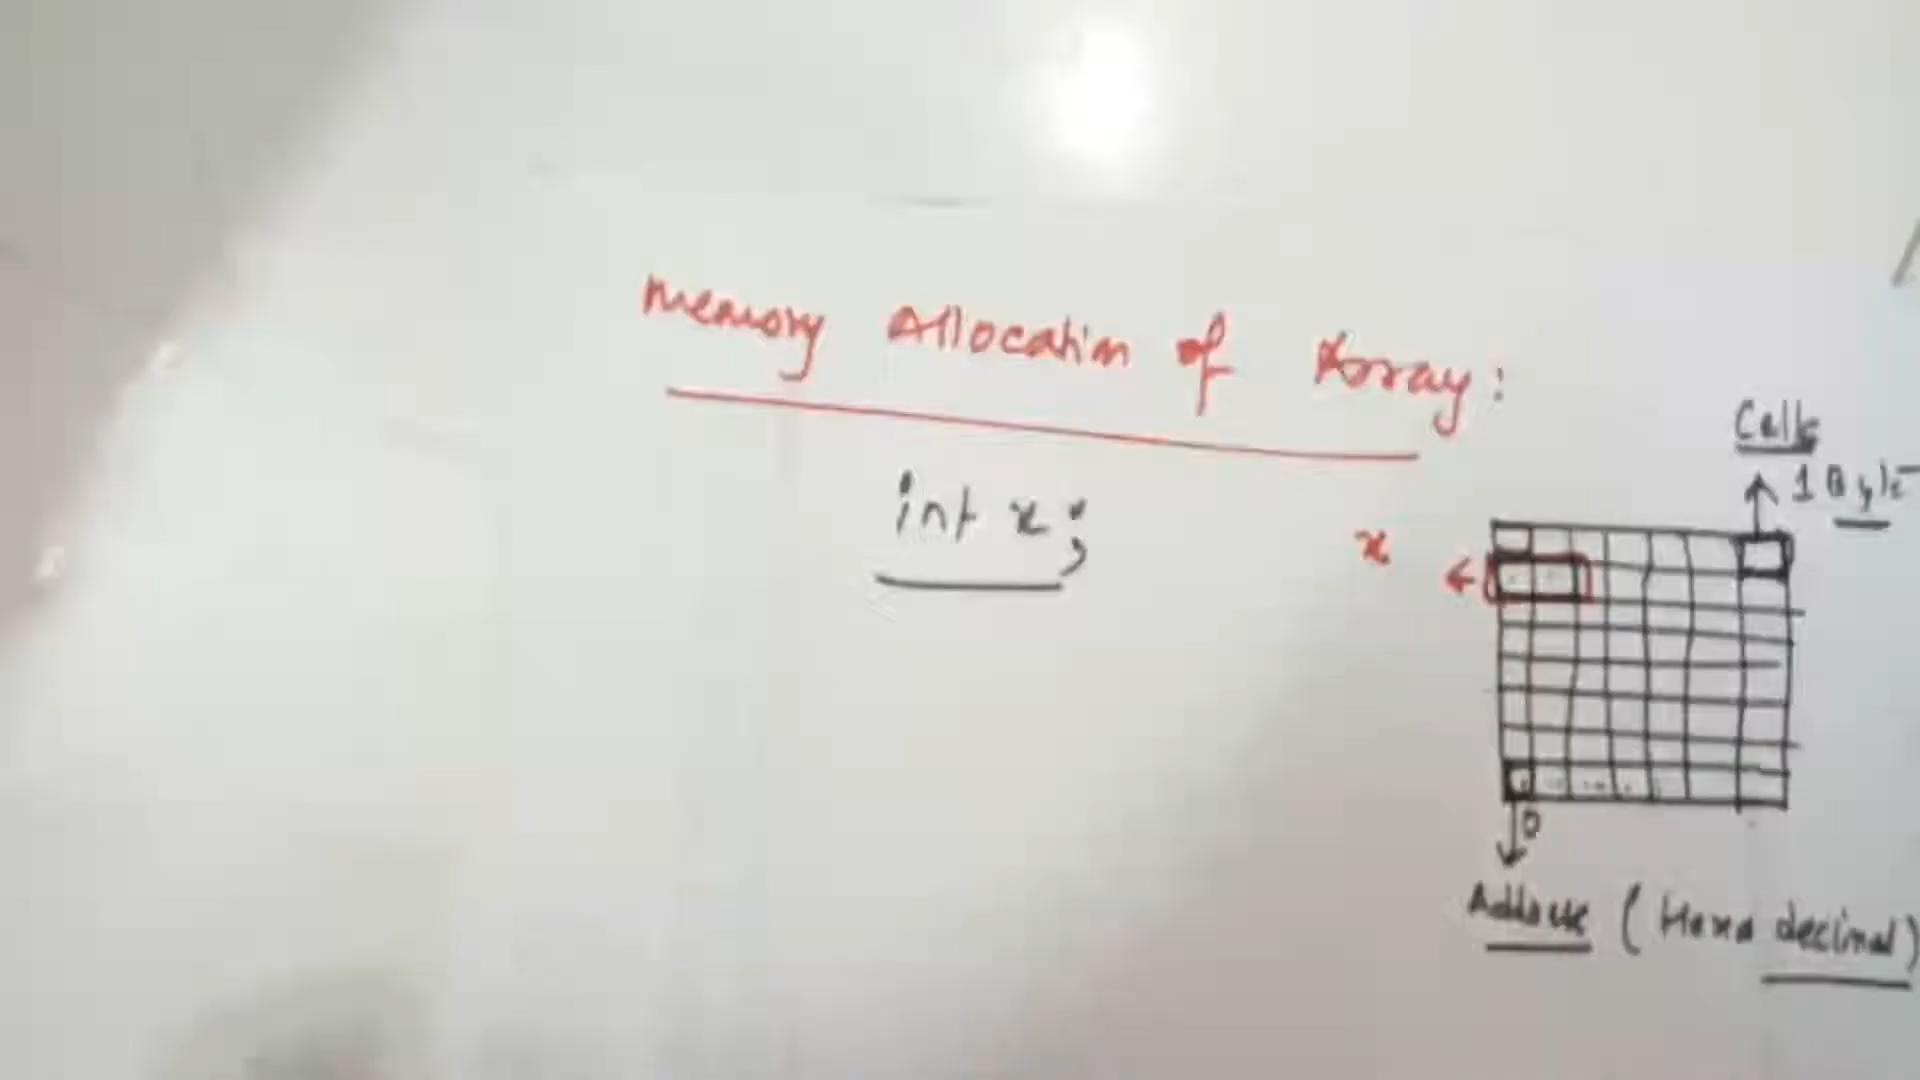 Memory Allocation of Array:
int x;
x
Cells
1 Byte
0
Address (Hexa decimal)